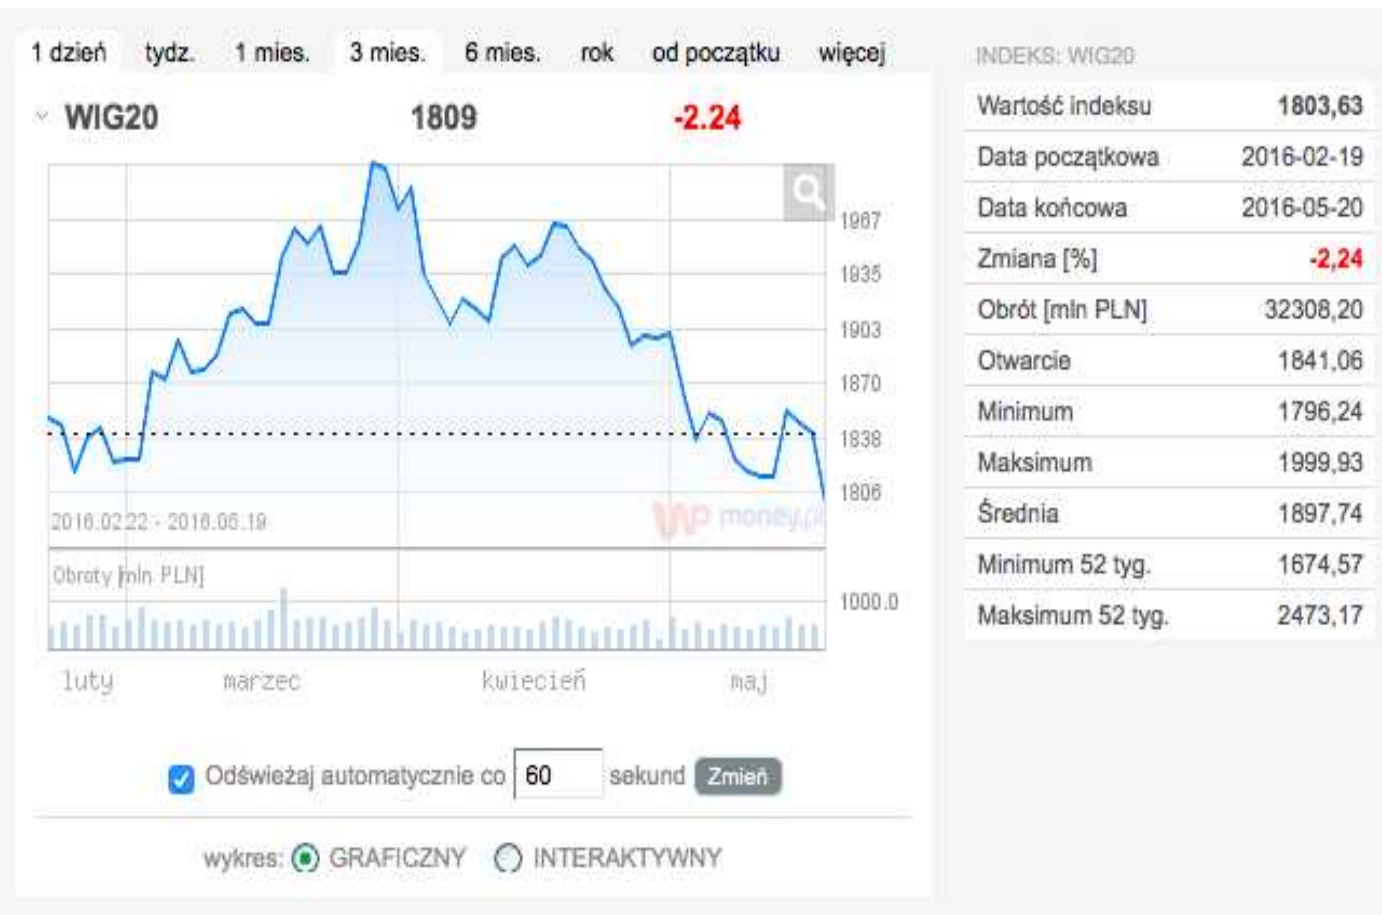 1 dzień tydz. 1 mies. 3 mies. 6 mies. rok od początku więcej
WIG20 1809 -2.24
1967
1935
1903
1870
1838
1806
2016.02.22 - 2016.05.19
WP money.pl
Obroty [mln PLN]
1000.0
luty marzec kwiecień maj
Odświeżaj automatycznie co 60 sekund Zmień
wykres: GRAFICZNY INTERAKTYWNY
INDEKS: WIG20
Wartość indeksu 1803,63
Data początkowa 2016-02-19
Data końcowa 2016-05-20
Zmiana [%] -2,24
Obrót [mln PLN] 32308,20
Otwarcie 1841,06
Minimum 1796,24
Maksimum 1999,93
Średnia 1897,74
Minimum 52 tyg. 1674,57
Maksimum 52 tyg. 2473,17